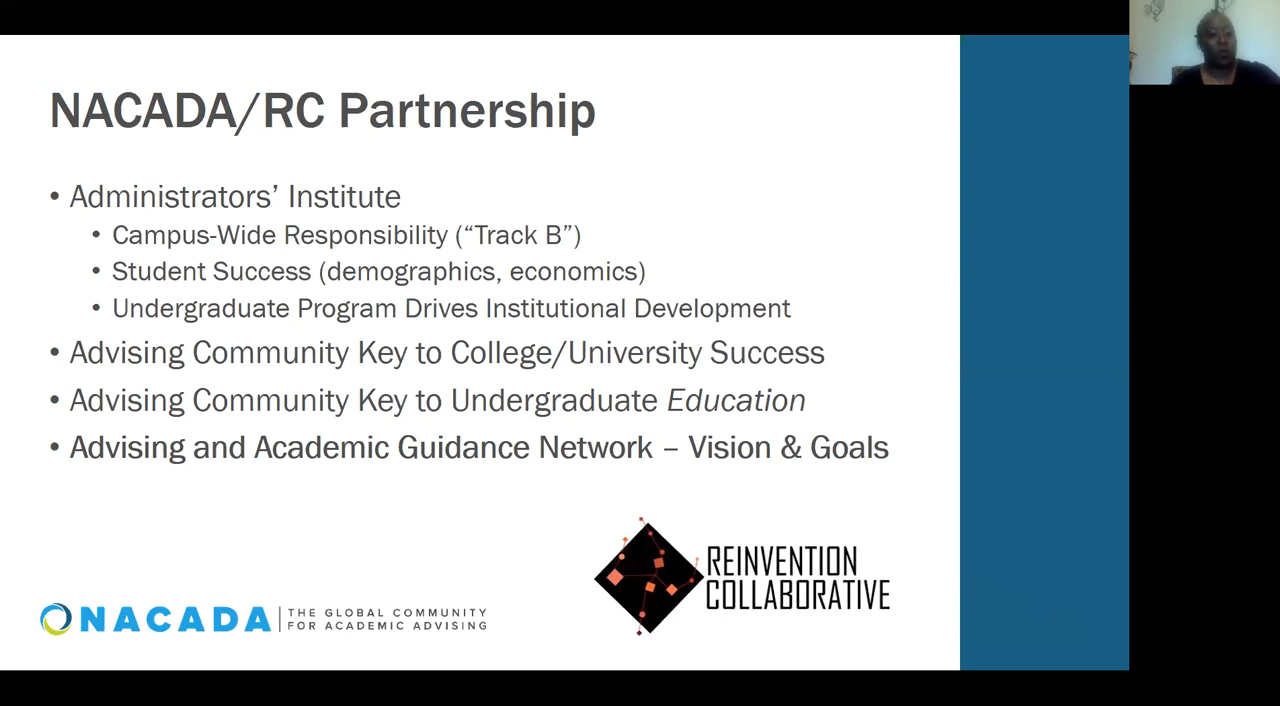 NACADA/RC Partnership
• Administrators’ Institute
• Campus-Wide Responsibility (“Track B”)
• Student Success (demographics, economics)
• Undergraduate Program Drives Institutional Development
• Advising Community Key to College/University Success
• Advising Community Key to Undergraduate Education
• Advising and Academic Guidance Network – Vision & Goals
REINVENTION
COLLABORATIVE
NACADA
THE GLOBAL COMMUNITY
FOR ACADEMIC ADVISING